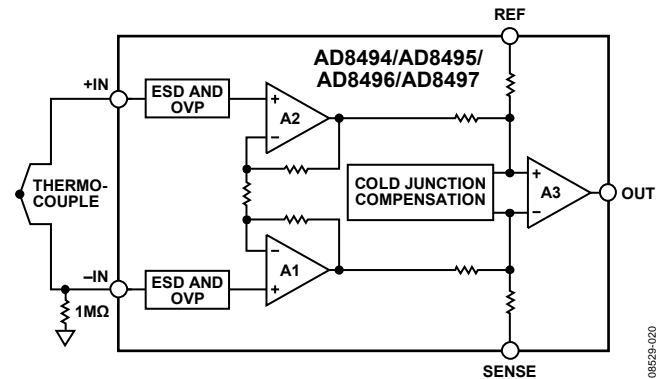 REF
AD8494/AD8495/
AD8496/AD8497
+IN
ESD AND
OVP
+
A2
–
THERMO-
COUPLE
COLD JUNCTION
COMPENSATION
+
A3
–
OUT
–
A1
+
–IN
ESD AND
OVP
1MΩ
SENSE
08529-020